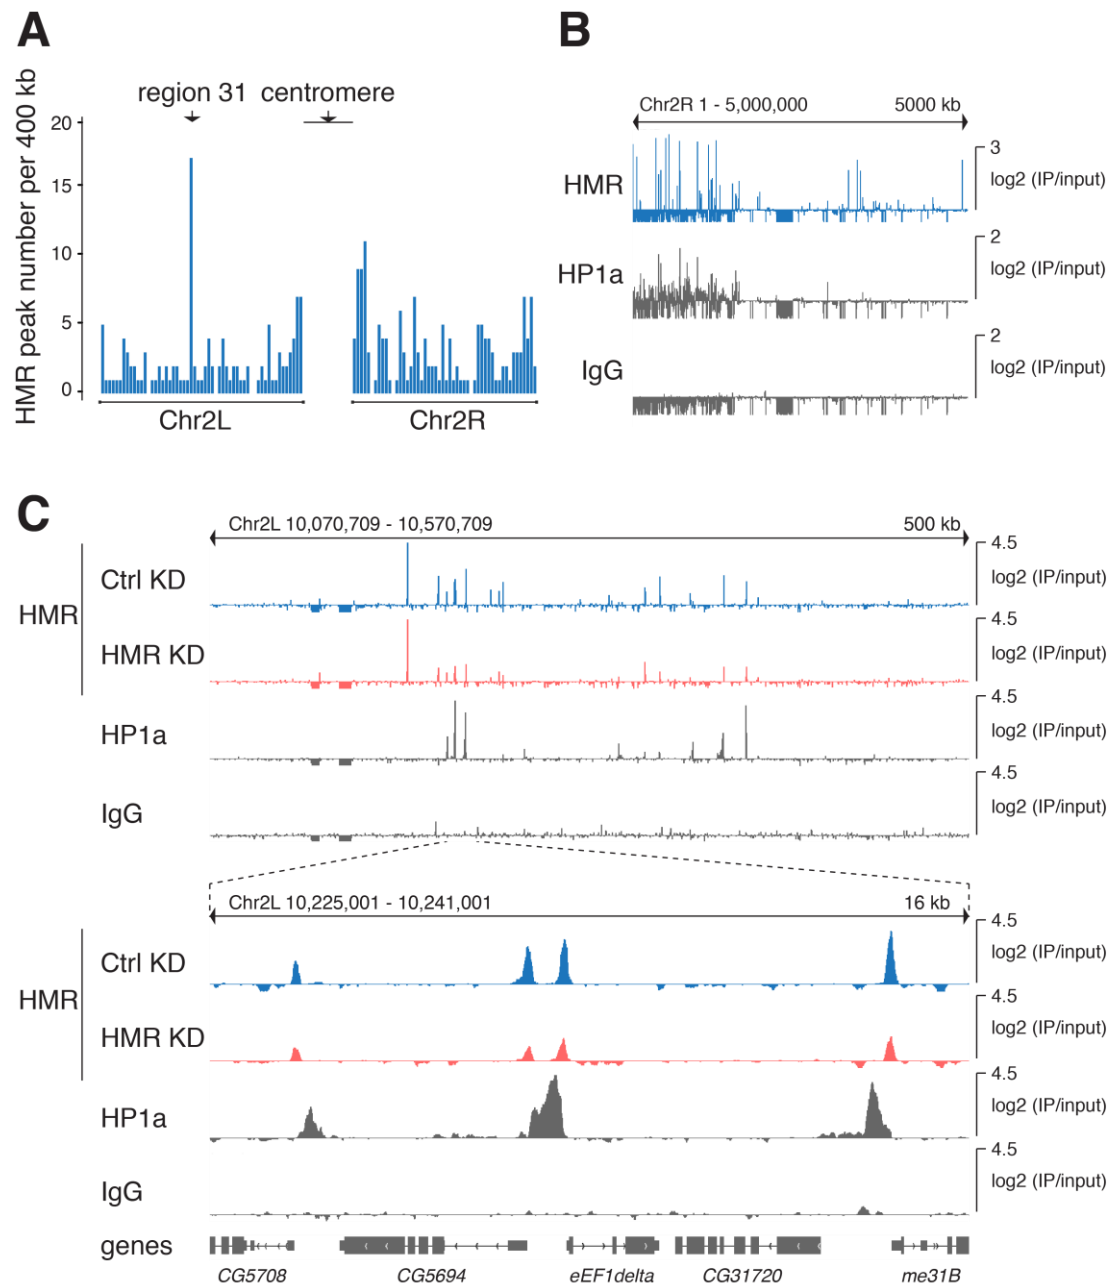 A
HMR peak number per 400 kb
region 31 centromere
20
15
10
5
0
Chr2L Chr2R
B
Chr2R 1 - 5,000,000 5000 kb
HMR
3
log2 (IP/input)
HP1a
2
log2 (IP/input)
IgG
2
log2 (IP/input)
C
Chr2L 10,070,709 - 10,570,709 500 kb
HMR
Ctrl KD
4.5
log2 (IP/input)
HMR KD
4.5
log2 (IP/input)
HP1a
4.5
log2 (IP/input)
IgG
4.5
log2 (IP/input)
Chr2L 10,225,001 - 10,241,001 16 kb
HMR
Ctrl KD
4.5
log2 (IP/input)
HMR KD
4.5
log2 (IP/input)
HP1a
4.5
log2 (IP/input)
IgG
4.5
log2 (IP/input)
genes
CG5708 CG5694 eEF1delta CG31720 me31B